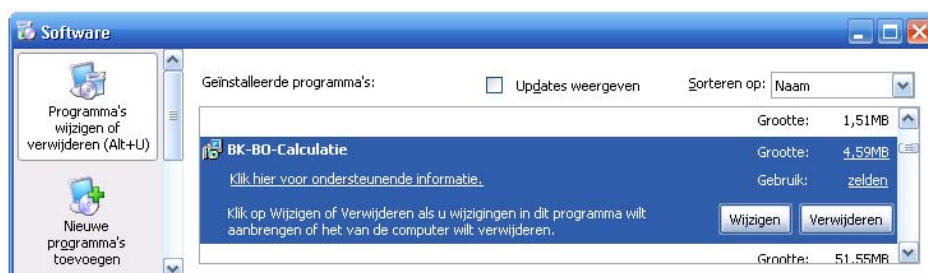 Software
Programma's
wijzigen of
verwijderen (Alt+U)
Nieuwe
programma's
toevoegen
Geïnstalleerde programma's:
Updates weergeven
Sorteren op: Naam
Grootte: 1,51MB
BK-BO-Calculatie
Grootte: 4,59MB
Klik hier voor ondersteunende informatie.
Gebruik: zelden
Klik op Wijzigen of Verwijderen als u wijzigingen in dit programma wilt
aanbrengen of het van de computer wilt verwijderen.
Wijzigen Verwijderen
Grootte: 51,55MB